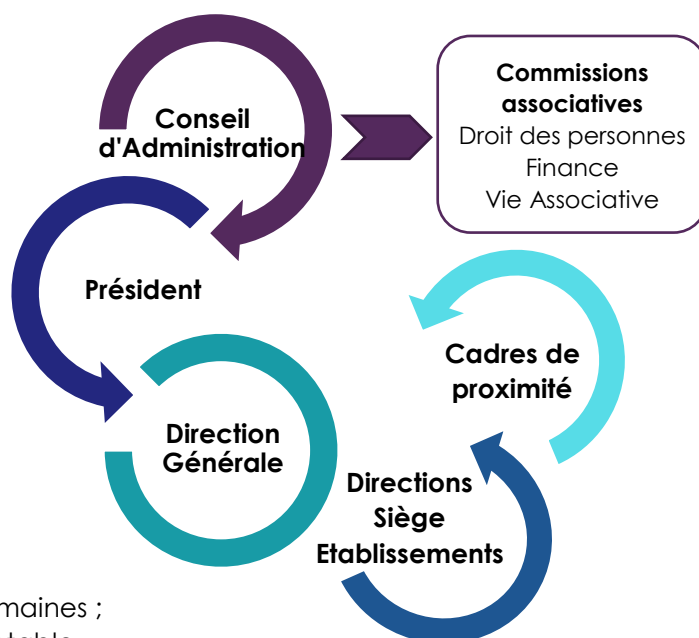 Conseil
d'Administration
Commissions
associatives
Droit des personnes
Finance
Vie Associative
Président
Cadres de
proximité
Direction
Générale
Directions
Siège
Etablissements
maines ;